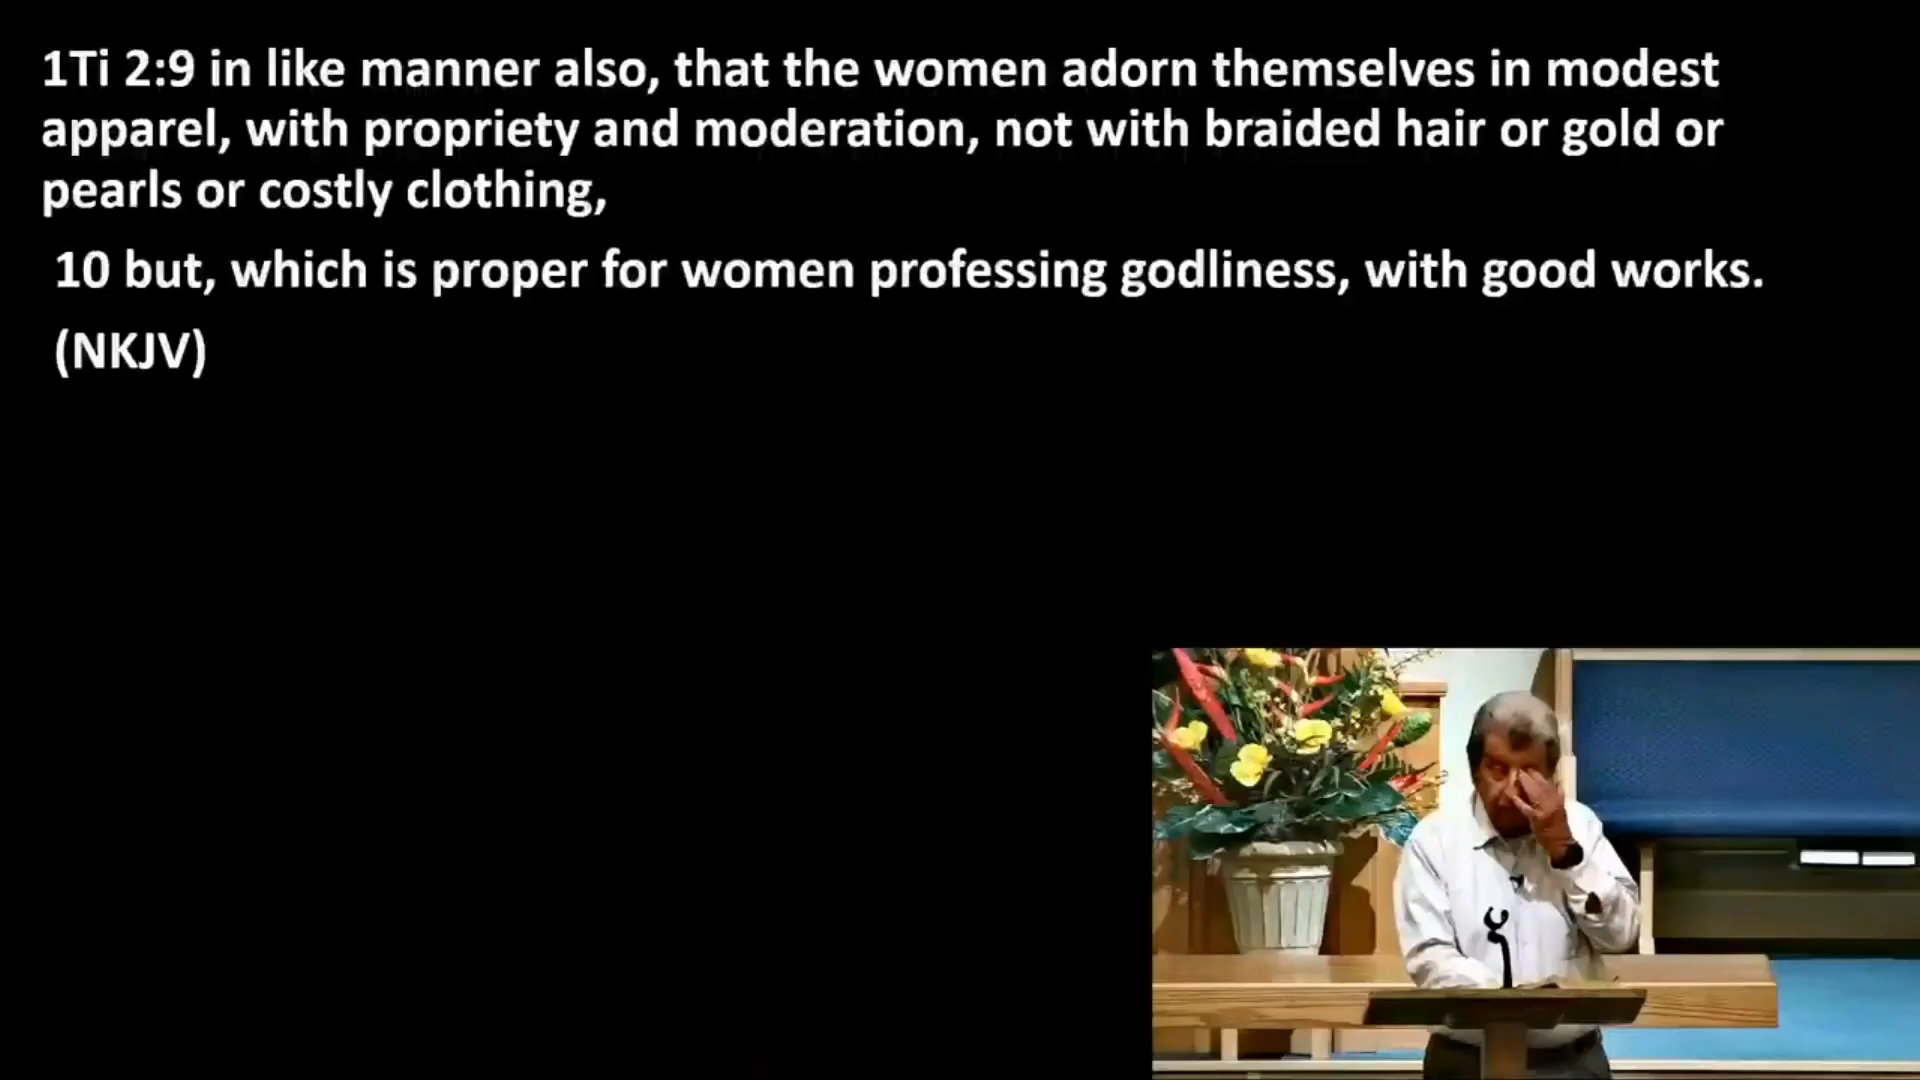 1Ti 2:9 in like manner also, that the women adorn themselves in modest
apparel, with propriety and moderation, not with braided hair or gold or
pearls or costly clothing,
10 but, which is proper for women professing godliness, with good works.
(NKJV)